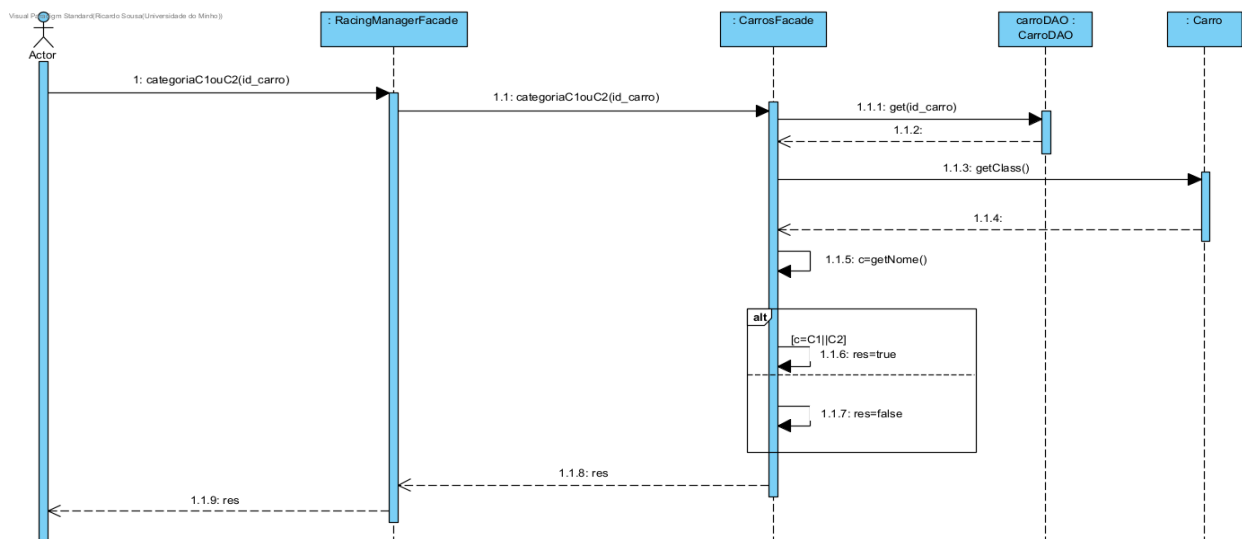 Visual Paradigm Standard(Ricardo Sousa(Universidade do Minho))
Actor
: RacingManagerFacade
: CarrosFacade
carroDAO :
CarroDAO
: Carro
1: categoriaC1ouC2(id_carro)
1.1: categoriaC1ouC2(id_carro)
1.1.1: get(id_carro)
1.1.2:
1.1.3: getClass()
1.1.4:
1.1.5: c=getNome()
alt
[c=C1||C2]
1.1.6: res=true
1.1.7: res=false
1.1.8: res
1.1.9: res